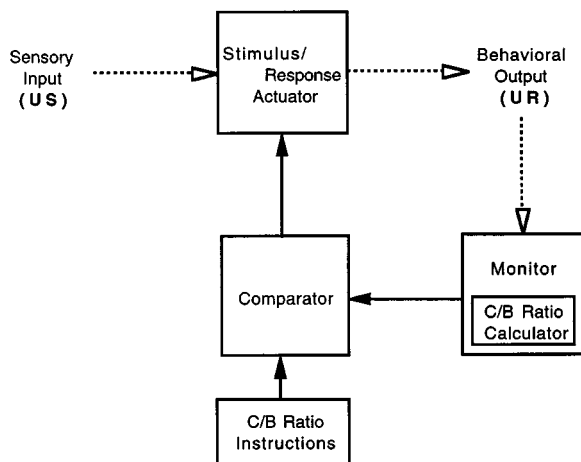 Sensory
Input
(US)
Stimulus/
Response
Actuator
Behavioral
Output
(UR)
Comparator
Monitor
C/B Ratio
Calculator
C/B Ratio
Instructions